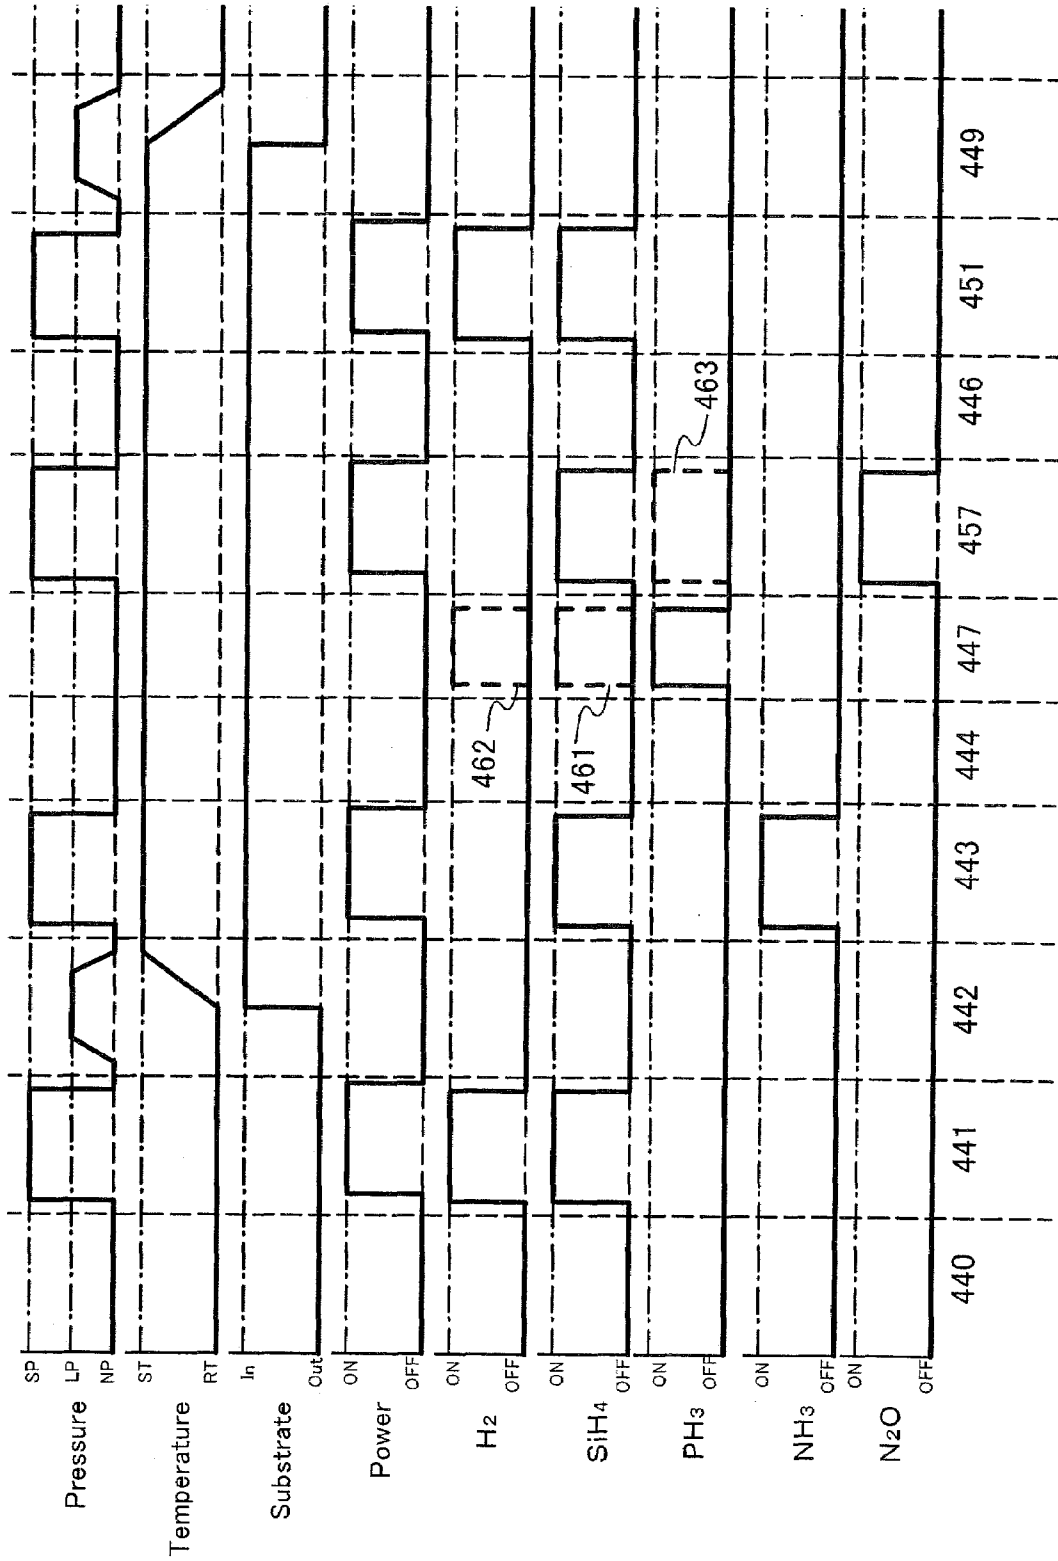 Pressure
SP
LP
NP
Temperature
ST
RT
Substrate
In
Out
Power
ON
OFF
H2
ON
OFF
SiH4
ON
OFF
PH3
ON
OFF
NH3
ON
OFF
N2O
ON
OFF
462
461
463
440
441
442
443
444
447
457
446
451
449